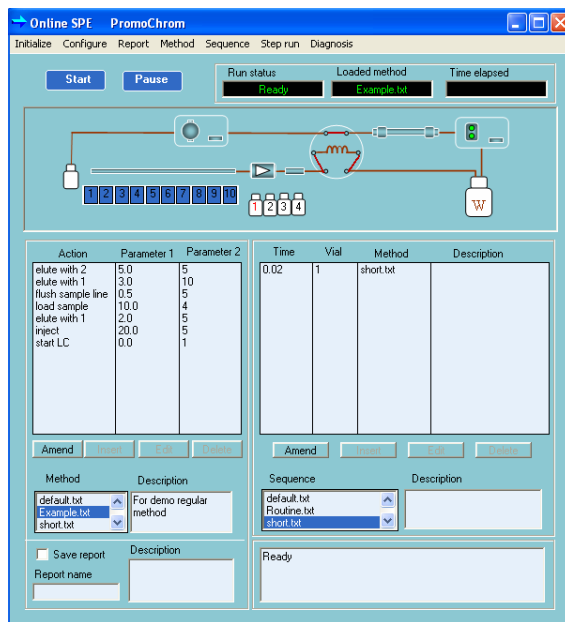 Online SPE PromoChrom
Initialize Configure Report Method Sequence Step run Diagnosis
Start Pause
Run status Loaded method Time elapsed
Ready Example.txt
1 2 3 4 5 6 7 8 9 10
1 2 3 4
W
Action Parameter 1 Parameter 2
elute with 2 5.0 5
elute with 1 3.0 10
flush sample line 0.5 5
load sample 10.0 4
elute with 1 2.0 5
inject 20.0 5
start LC 0.0 1
Time Vial Method Description
0.02 1 short.txt
Amend Insert Edit Delete
Amend Insert Edit Delete
Method Description
default.txt
Example.txt
short.txt
For demo regular
method
Sequence Description
default.txt
Routine.txt
short.txt
Save report Description
Report name
Ready